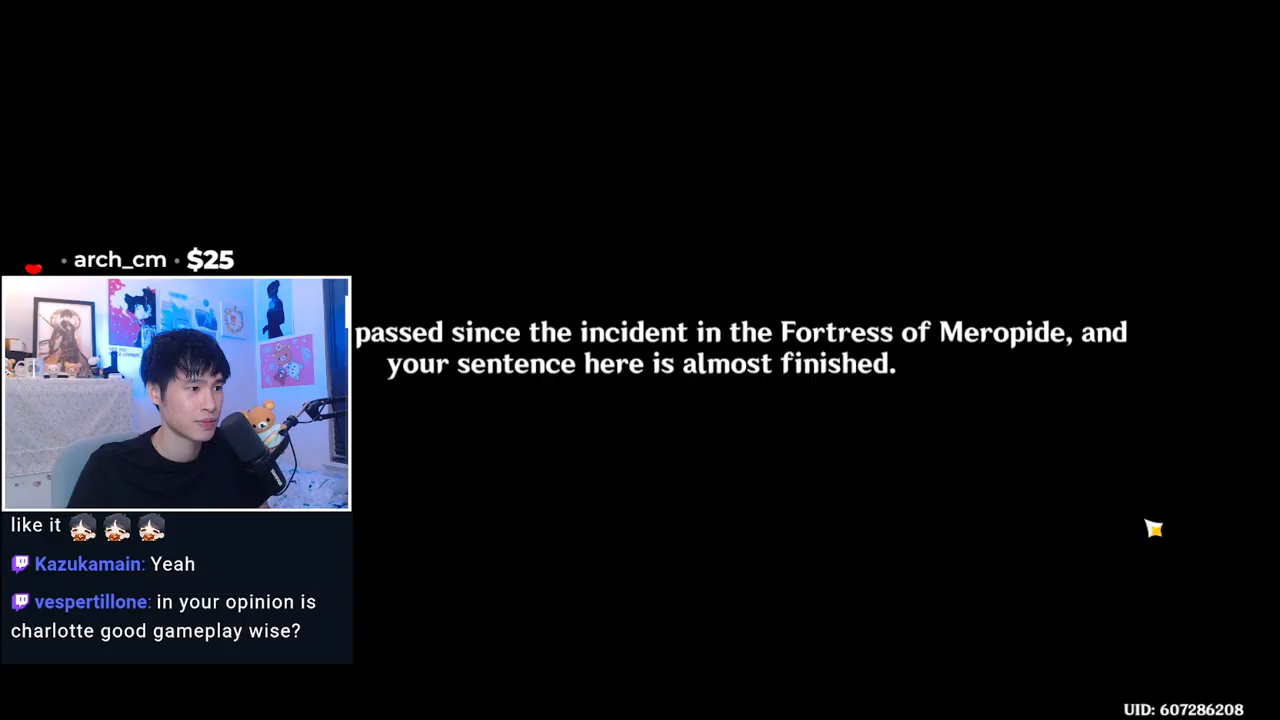 • arch_cm • $25
passed since the incident in the Fortress of Meropide, and
your sentence here is almost finished.
like it
Kazukamain: Yeah
vespertillone: in your opinion is
charlotte good gameplay wise?
UID: 607286208